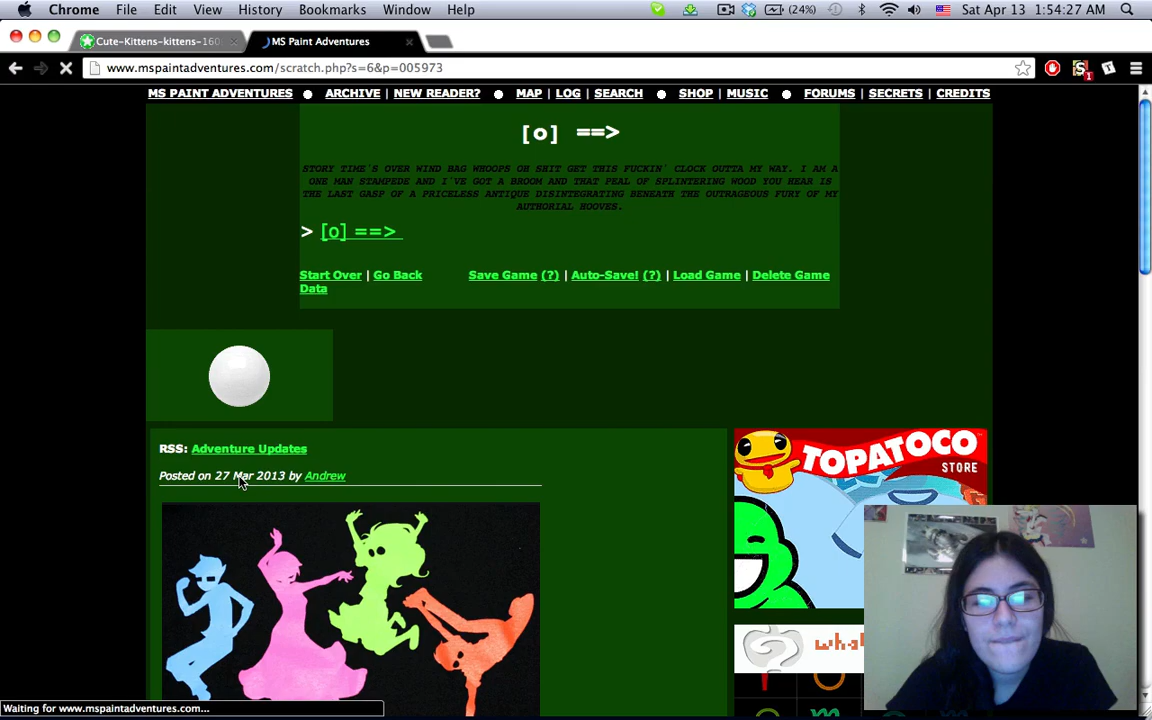 Chrome File Edit View History Bookmarks Window Help (24%) Sat Apr 13 1:54:27 AM
Cute-Kittens-kittens-160 MS Paint Adventures
www.mspaintadventures.com/scratch.php?s=6&p=005973
MS PAINT ADVENTURES ARCHIVE | NEW READER? MAP | LOG | SEARCH SHOP | MUSIC FORUMS | SECRETS | CREDITS
[o] ==>
STORY TIME'S OVER WIND BAG WHOOPS OH SHIT GET THIS FUCKIN' CLOCK OUTTA MY WAY. I AM A
ONE MAN STAMPEDE AND I'VE GOT A BROOM AND THAT PEAL OF SPLINTERING WOOD YOU HEAR IS
THE LAST GASP OF A PRICELESS ANTIQUE DISINTEGRATING BENEATH THE OUTRAGEOUS FURY OF MY
AUTHORIAL HOOVES.
> [o] ==>
Start Over | Go Back Save Game (?) | Auto-Save! (?) | Load Game | Delete Game
Data
RSS: Adventure Updates
Posted on 27 Mar 2013 by Andrew
TOPATOCO
STORE
what
Waiting for www.mspaintadventures.com...